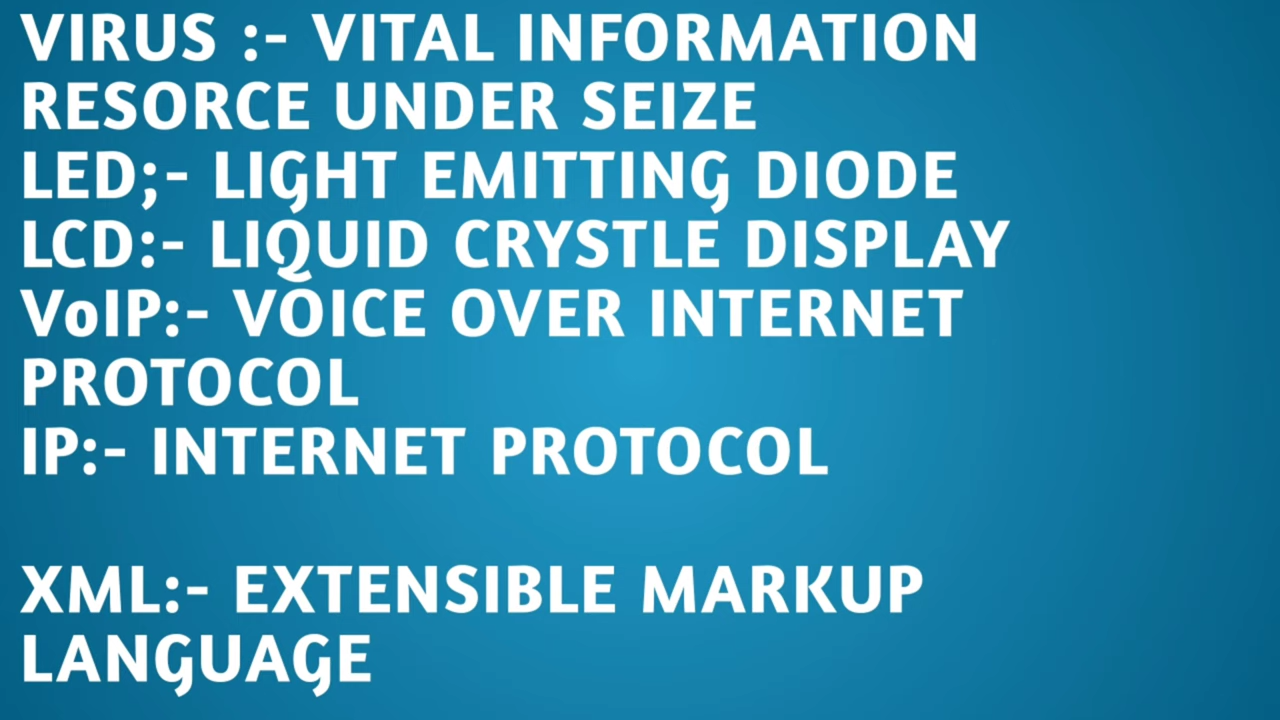 VIRUS :- VITAL INFORMATION
RESORCE UNDER SEIZE
LED;- LIGHT EMITTING DIODE
LCD:- LIQUID CRYSTLE DISPLAY
VoIP:- VOICE OVER INTERNET
PROTOCOL
IP:- INTERNET PROTOCOL
XML:- EXTENSIBLE MARKUP
LANGUAGE